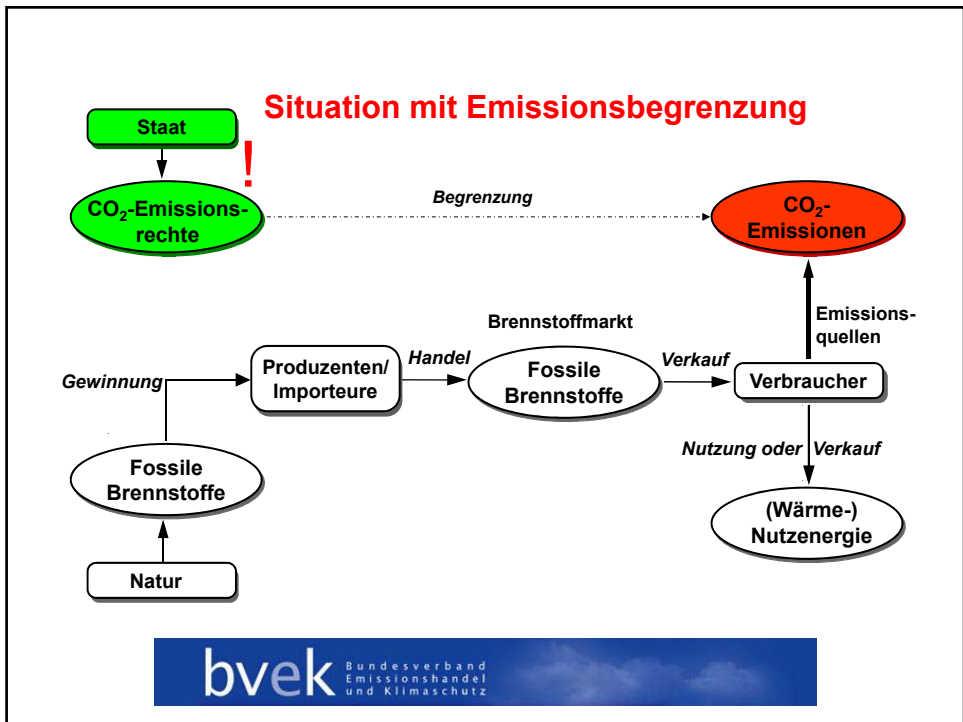 Situation mit Emissionsbegrenzung
Staat
!
CO₂-Emissions-
rechte
Begrenzung
CO₂-
Emissionen
Emissions-
quellen
Brennstoffmarkt
Gewinnung
Produzenten/
Importeure
Handel
Fossile
Brennstoffe
Verkauf
Verbraucher
Fossile
Brennstoffe
Nutzung oder Verkauf
(Wärme-)
Nutzenergie
Natur
bvek
Bundesverband
Emissionshandel
und Klimaschutz